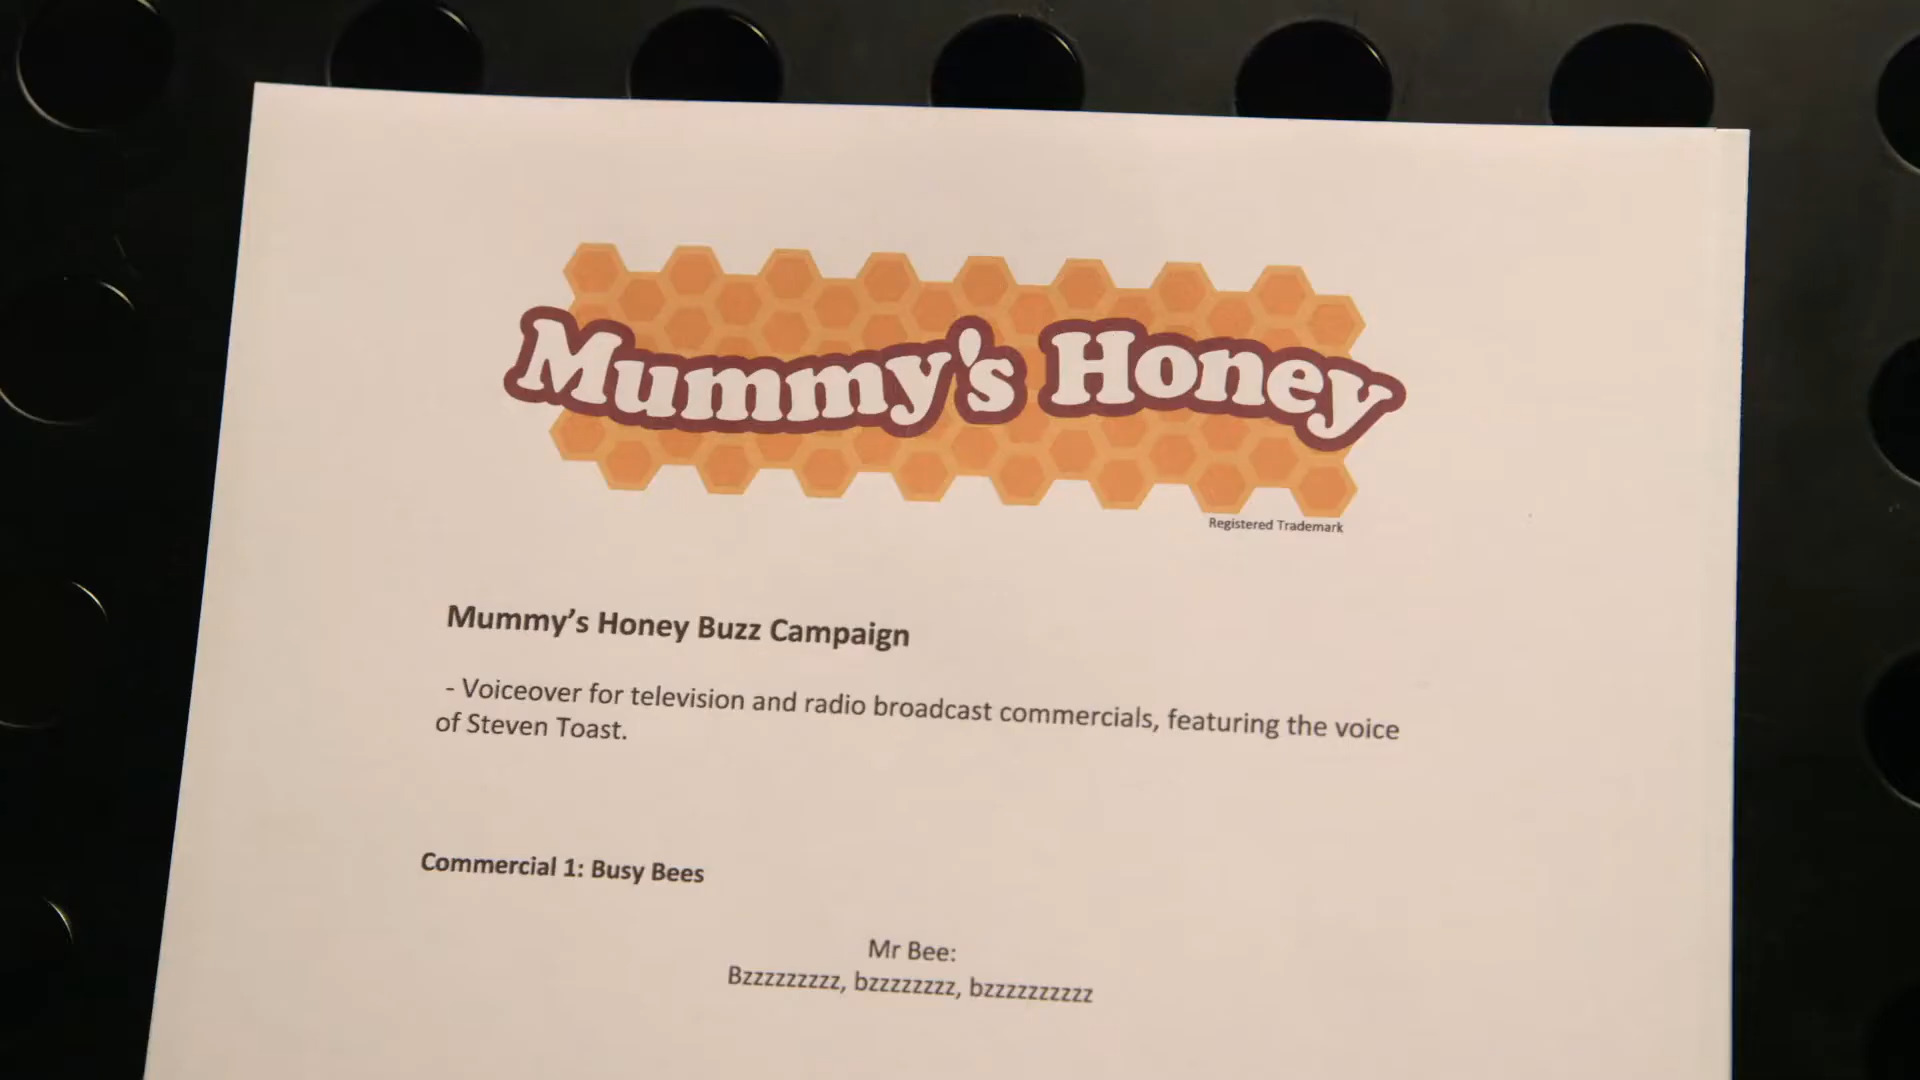 Mummy's Honey
Registered Trademark
Mummy’s Honey Buzz Campaign
- Voiceover for television and radio broadcast commercials, featuring the voice
of Steven Toast.
Commercial 1: Busy Bees
Mr Bee:
Bzzzzzzzzz, bzzzzzzzz, bzzzzzzzzzz